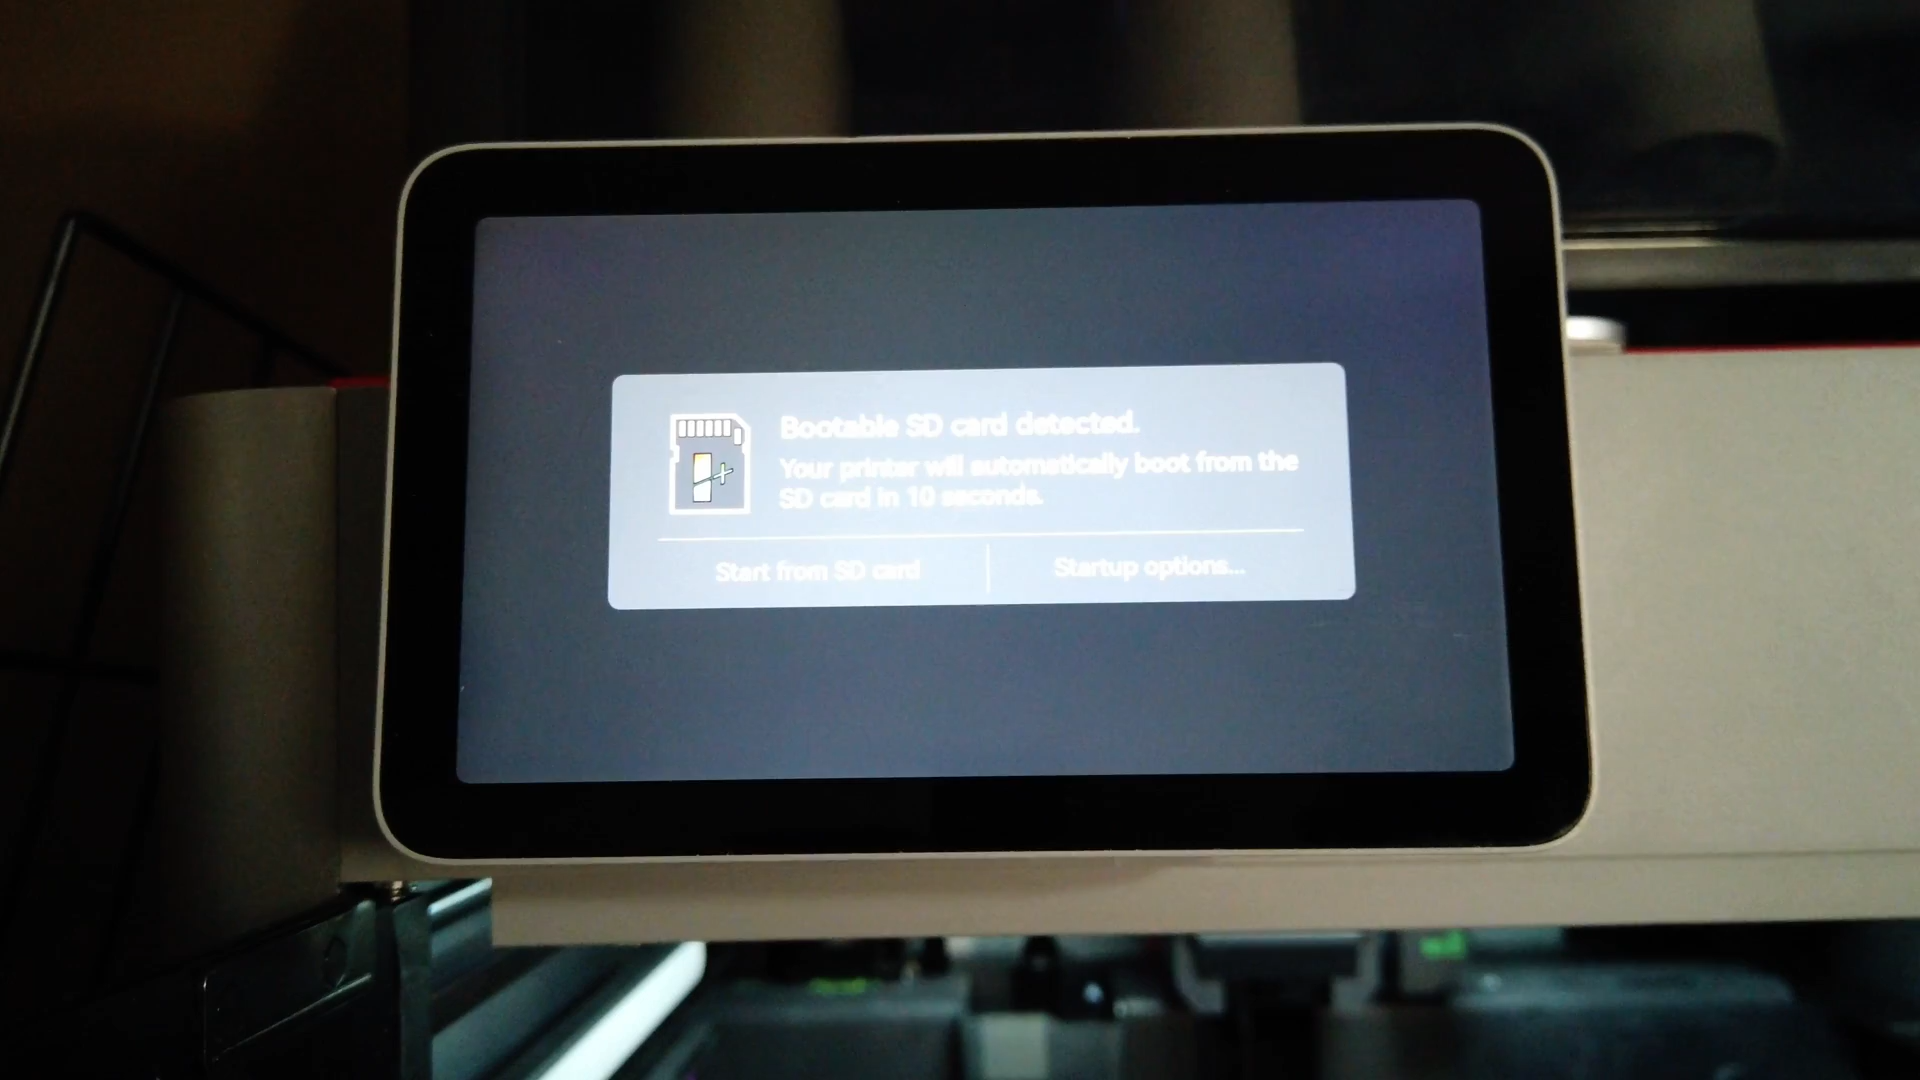 Bootable SD card detected.
Your printer will automatically boot from the
SD card in 10 seconds.
Start from SD card
Startup options...